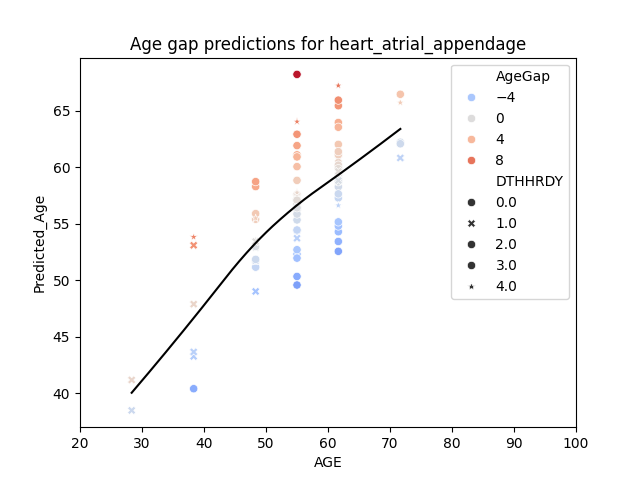 Age gap predictions for heart_atrial_appendage
AgeGap
−4
0
4
8
DTHHRDY
0.0
1.0
2.0
3.0
4.0
Predicted_Age
65
60
55
50
45
40
20 30 40 50 60 70 80 90 100
AGE